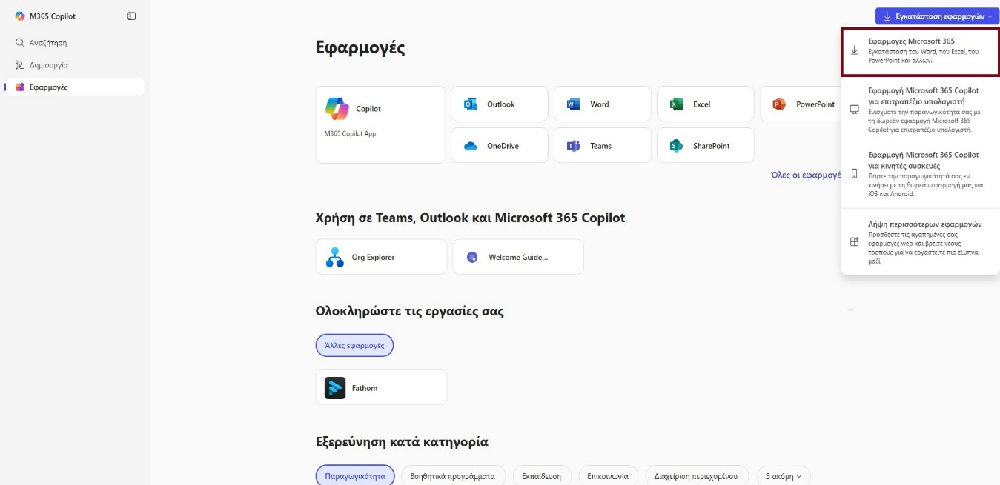 M365 Copilot
Αναζήτηση
Δημιουργία
Εφαρμογές
Εγκατάσταση εφαρμογών
Εφαρμογές Microsoft 365
Εγκατάσταση του Word, του Excel, του
PowerPoint και άλλων.
Εφαρμογή Microsoft 365 Copilot
για επιτραπέζιο υπολογιστή
Ενισχύστε την παραγωγικότητά σας με
τη δωρεάν εφαρμογή Microsoft 365
Copilot για επιτραπέζιο υπολογιστή.
Εφαρμογή Microsoft 365 Copilot
για κινητές συσκευές
Πάρτε την παραγωγικότητά σας εν
κινήσει με τη δωρεάν εφαρμογή μας για
iOS και Android.
Λήψη περισσότερων εφαρμογών
Προσθέστε τις αγαπημένες σας
εφαρμογές web και βρείτε νέους
τρόπους για να εργαστείτε πιο έξυπνα
μαζί.
Εφαρμογές
Copilot
M365 Copilot App
Outlook
Word
Excel
PowerPoint
OneDrive
Teams
SharePoint
Όλες οι εφαρμογέ
Χρήση σε Teams, Outlook και Microsoft 365 Copilot
Org Explorer
Welcome Guide...
Ολοκληρώστε τις εργασίες σας
...
Άλλες εφαρμογές
Fathom
Εξερεύνηση κατά κατηγορία
Παραγωγικότητα
Βοηθητικά προγράμματα
Εκπαίδευση
Επικοινωνία
Διαχείριση περιεχομένου
3 ακόμη